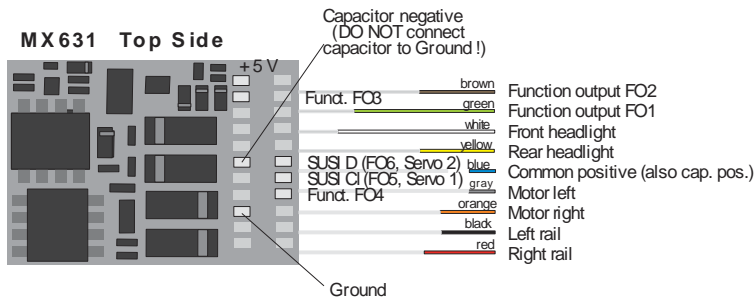 Capacitor negative
(DO NOT connect
capacitor to Ground !)
MX631 Top Side
+5V
brown Function output FO2
Funct. FO3
green Function output FO1
white Front headlight
yellow Rear headlight
SUSI D (FO6, Servo 2) blue Common positive (also cap. pos.)
SUSI Cl (FO5, Servo 1) gray Motor left
Funct. FO4
orange Motor right
black Left rail
red Right rail
Ground